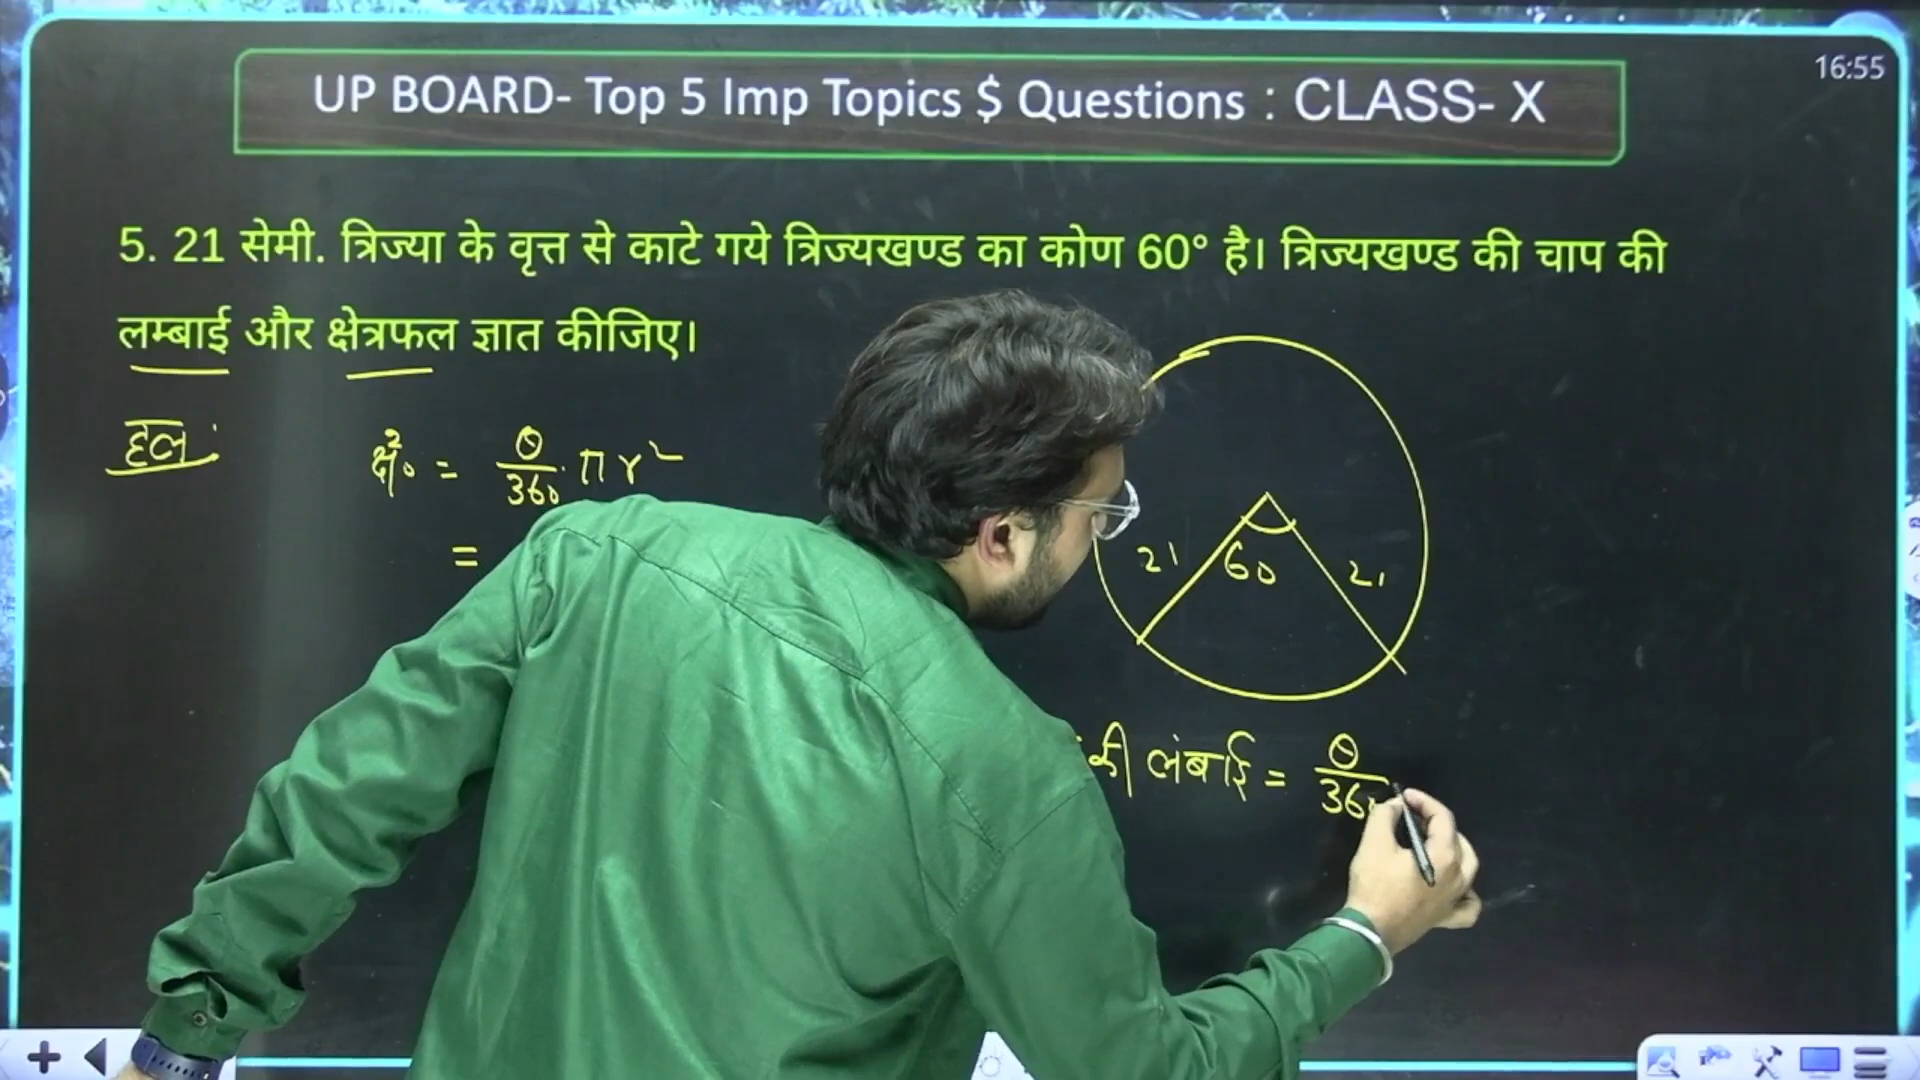 16:55
UP BOARD- Top 5 Imp Topics $ Questions : CLASS- X
5. 21 सेमी. त्रिज्या के वृत्त से काटे गये त्रिज्यखण्ड का कोण 60° है। त्रिज्यखण्ड की चाप की
लम्बाई और क्षेत्रफल ज्ञात कीजिए।
हल:
क्षे० = θ/360 . π r²
=
21 60 21
की लंबाई = θ/360